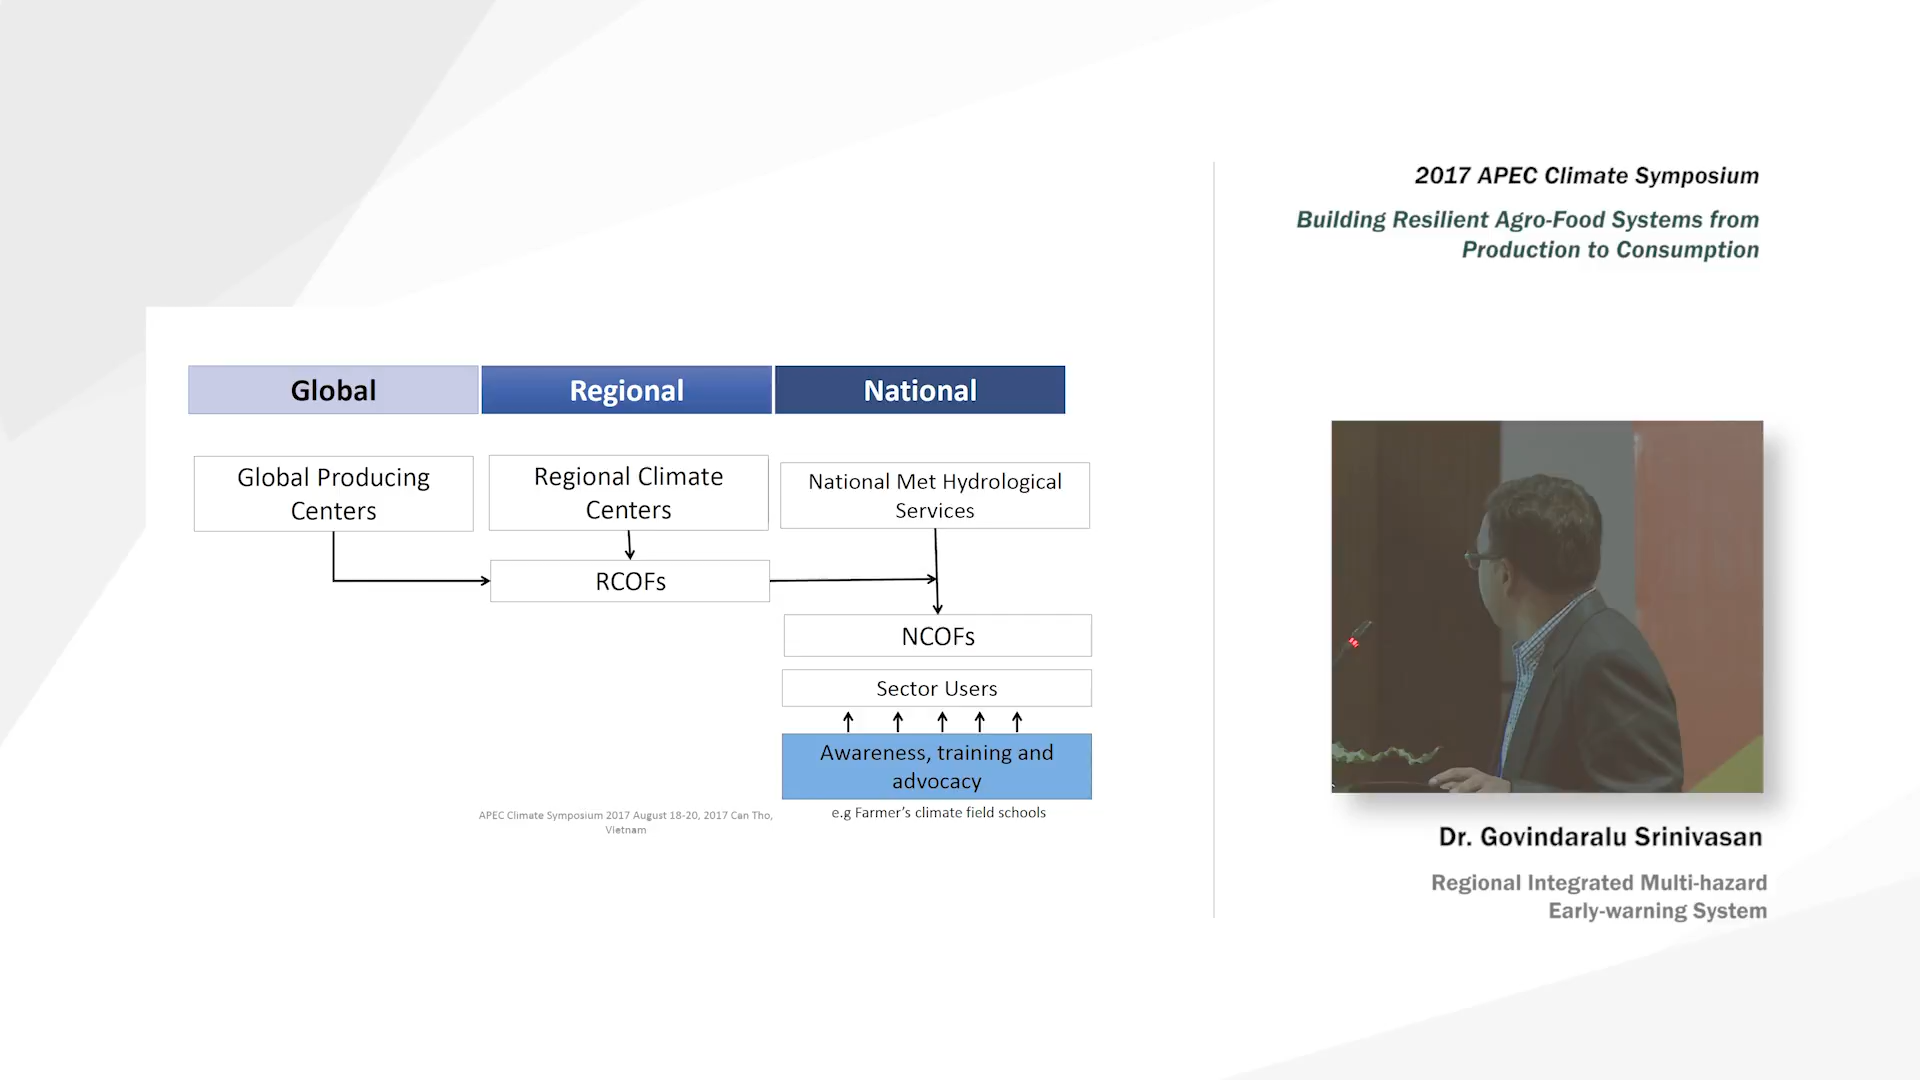 2017 APEC Climate Symposium
Building Resilient Agro-Food Systems from
Production to Consumption
Global
Regional
National
Global Producing
Centers
Regional Climate
Centers
National Met Hydrological
Services
RCOFs
NCOFs
Sector Users
Awareness, training and
advocacy
e.g Farmer’s climate field schools
APEC Climate Symposium 2017 August 18-20, 2017 Can Tho,
Vietnam
Dr. Govindaralu Srinivasan
Regional Integrated Multi-hazard
Early-warning System